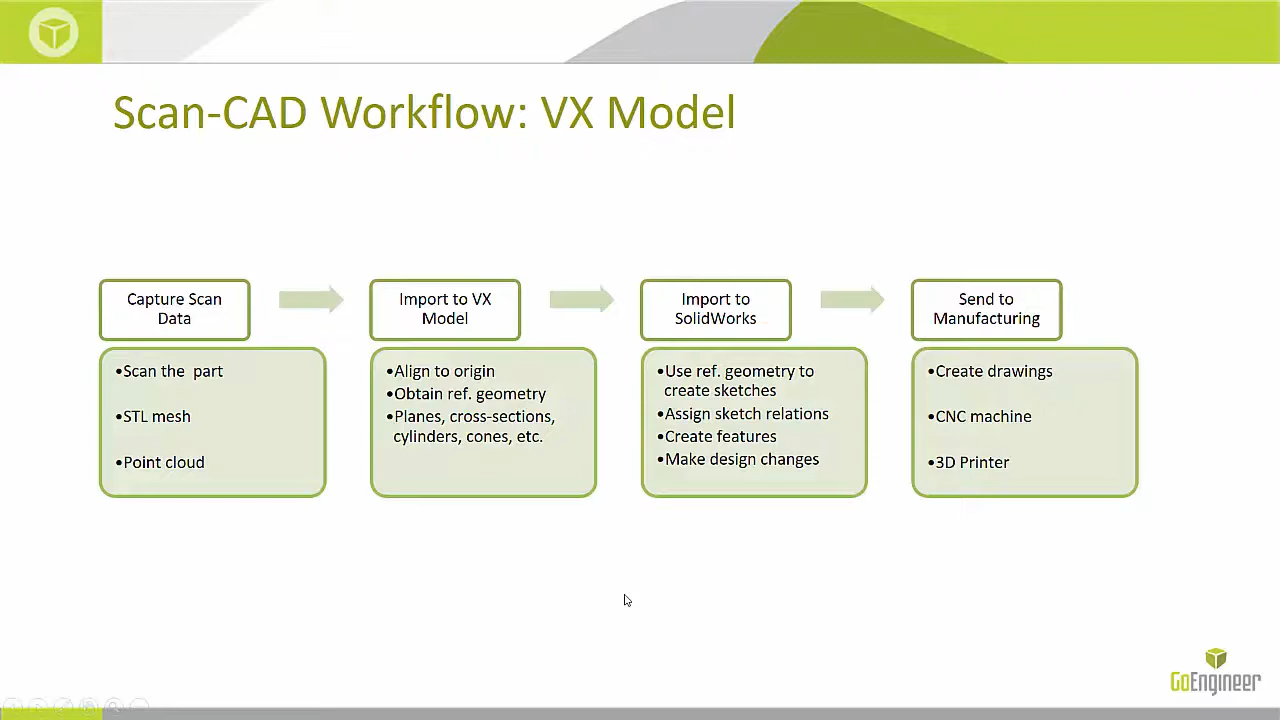 Scan-CAD Workflow: VX Model
Capture Scan
Data
•Scan the part
•STL mesh
•Point cloud
Import to VX
Model
•Align to origin
•Obtain ref. geometry
•Planes, cross-sections,
cylinders, cones, etc.
Import to
SolidWorks
•Use ref. geometry to
create sketches
•Assign sketch relations
•Create features
•Make design changes
Send to
Manufacturing
•Create drawings
•CNC machine
•3D Printer
GoEngineer